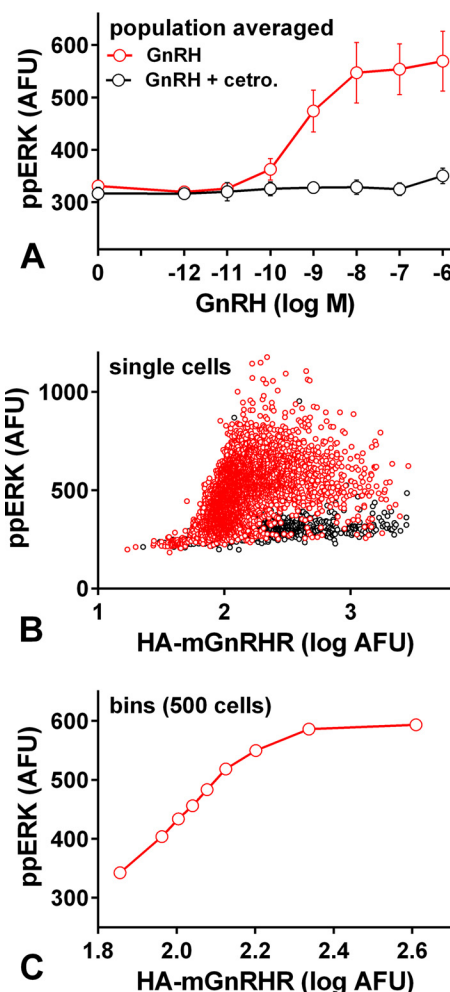 population averaged
GnRH
GnRH + cetro.
600
500
400
300
ppERK (AFU)
0 -12 -11 -10 -9 -8 -7 -6
GnRH (log M)
A
single cells
1000
500
0
ppERK (AFU)
1 2 3
HA-mGnRHR (log AFU)
B
bins (500 cells)
600
500
400
300
ppERK (AFU)
1.8 2.0 2.2 2.4 2.6
HA-mGnRHR (log AFU)
C